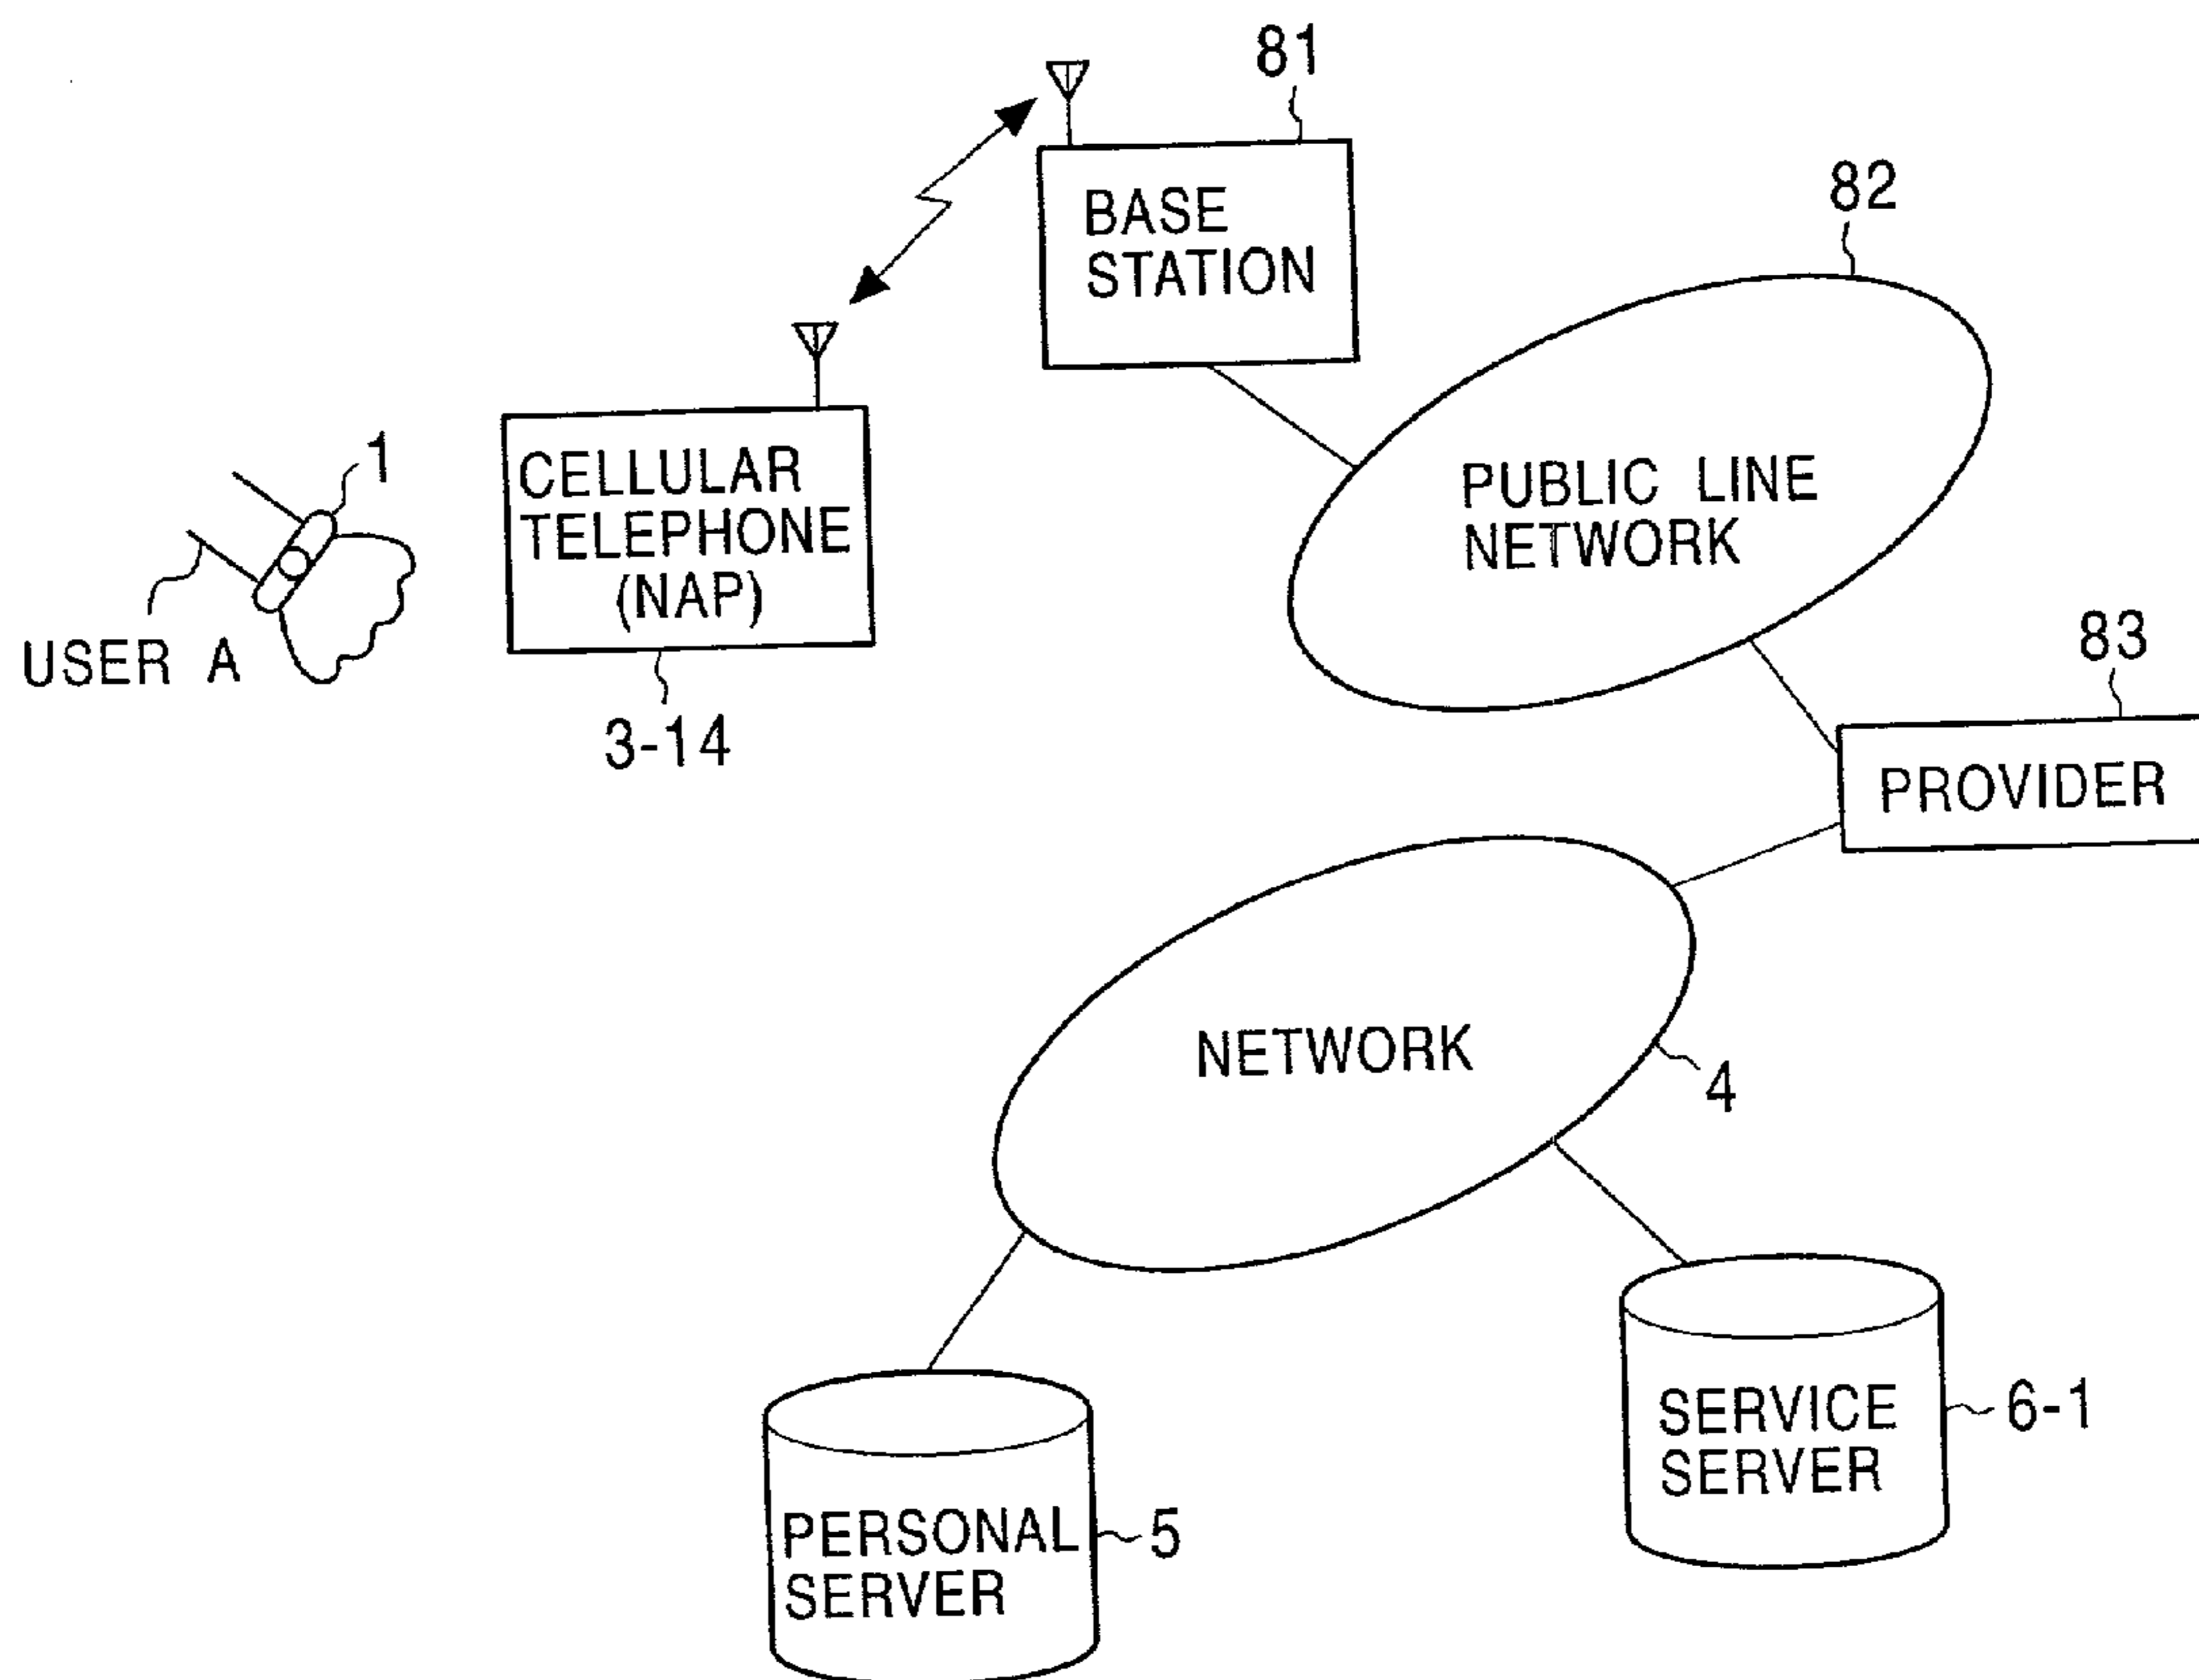 81
BASE
STATION
82
PUBLIC LINE
NETWORK
1
CELLULAR
TELEPHONE
(NAP)
USER A
3-14
83
PROVIDER
NETWORK
4
SERVICE
SERVER
6-1
PERSONAL
SERVER
5